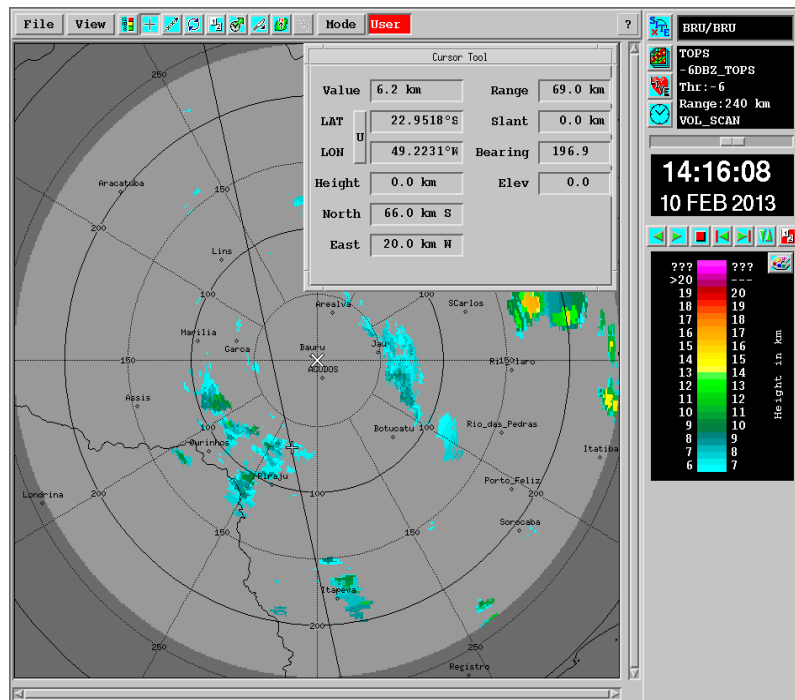 File View Mode User ?
Cursor Tool
Value 6.2 km Range 69.0 km
LAT 22.9518°S Slant 0.0 km
U
LON 49.2231°W Bearing 196.9
Height 0.0 km Elev 0.0
North 66.0 km S
East 20.0 km W
250
Aracatuba
200
150
Lins
100
100
Arealva
SCarlos
Marilia
Garca
Bauru
Jau
150
150
AGUDOS
Assis
100
Botucatu
100
Rio_das_Pedras
Ourinhos
Itatiba
Piraju
Londrina
200
100
Porto_Feliz
200
150
150
Sorocaba
Itapeva
200
250
250
Registro
SITE
BRU/BRU
TOPS
-6DBZ_TOPS
Thr:-6
Range:240 km
VOL_SCAN
14:16:08
10 FEB 2013
??? ???
>20 ---
19 20
18 19
17 18
16 17
15 16
14 15
13 14
12 13
11 12
10 11
9 10
8 9
7 8
6 7
Height in km